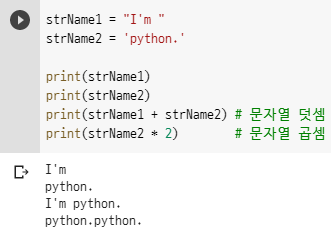 strName1 = "I'm "
strName2 = 'python.'
print(strName1)
print(strName2)
print(strName1 + strName2) # 문자열 덧셈
print(strName2 * 2)        # 문자열 곱셈
I'm
python.
I'm python.
python.python.